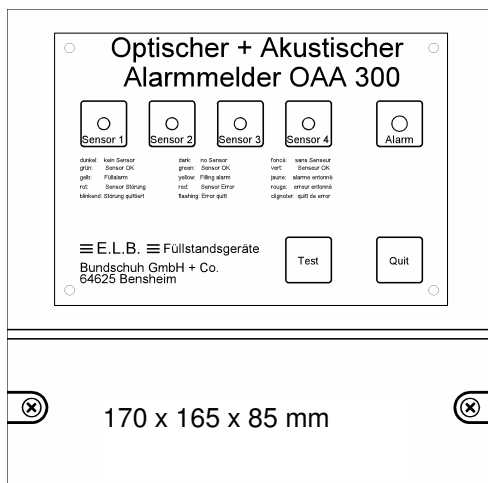 Optischer + Akustischer
Alarmmelder OAA 300
Sensor 1 Sensor 2 Sensor 3 Sensor 4 Alarm
dunkel: kein Sensor dark: no Sensor foncé: sans Senseur
grün: Sensor OK green: Sensor OK vert: Senseur OK
gelb: Füllalarm yellow: Filling alarm jaune: alarme entonné
rot: Sensor Störung red: Sensor Error rouge: erreur entonné
blinkend: Störung quittiert flashing: Error quitt clignoter: quit de error
E.L.B. Füllstandsgeräte
Bundschuh GmbH + Co.
64625 Bensheim
Test Quit
170 x 165 x 85 mm